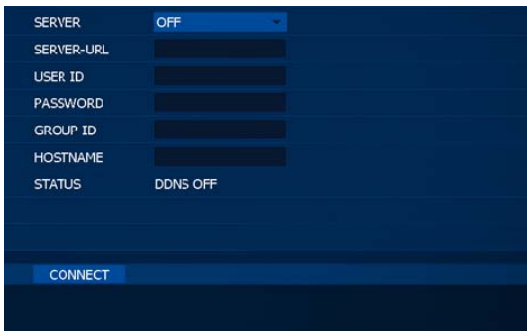 SERVER OFF
SERVER-URL
USER ID
PASSWORD
GROUP ID
HOSTNAME
STATUS DDNS OFF
CONNECT